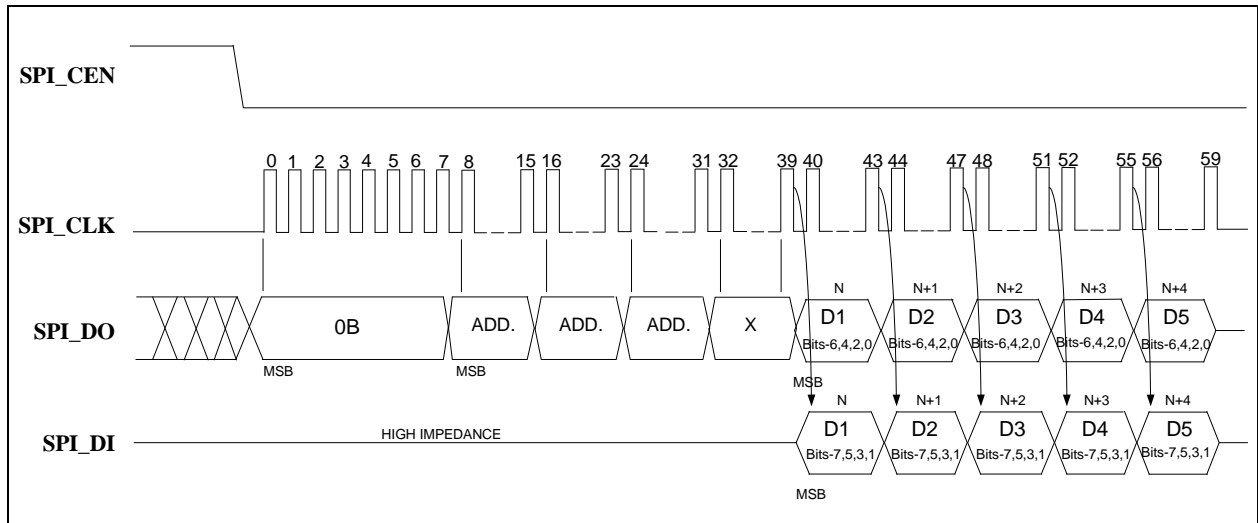 SPI_CEN
0 1 2 3 4 5 6 7 8 15 16 23 24 31 32 39 40 43 44 47 48 51 52 55 56 59
SPI_CLK
N N+1 N+2 N+3 N+4
SPI_DO 0B ADD. ADD. ADD. X D1 D2 D3 D4 D5
Bits-6,4,2,0 Bits-6,4,2,0 Bits-6,4,2,0 Bits-6,4,2,0 Bits-6,4,2,0
MSB MSB MSB
N N+1 N+2 N+3 N+4
SPI_DI HIGH IMPEDANCE D1 D2 D3 D4 D5
Bits-7,5,3,1 Bits-7,5,3,1 Bits-7,5,3,1 Bits-7,5,3,1 Bits-7,5,3,1
MSB